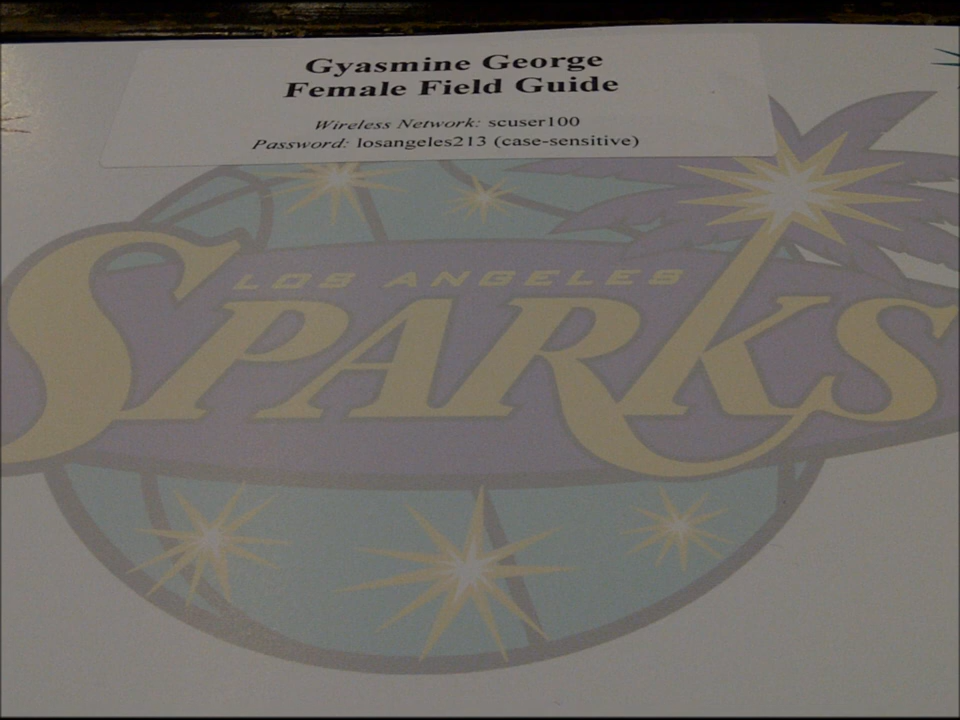 Gyasmine George
Female Field Guide
Wireless Network: scuser100
Password: losangeles213 (case-sensitive)
LOS ANGELES
SPARKS